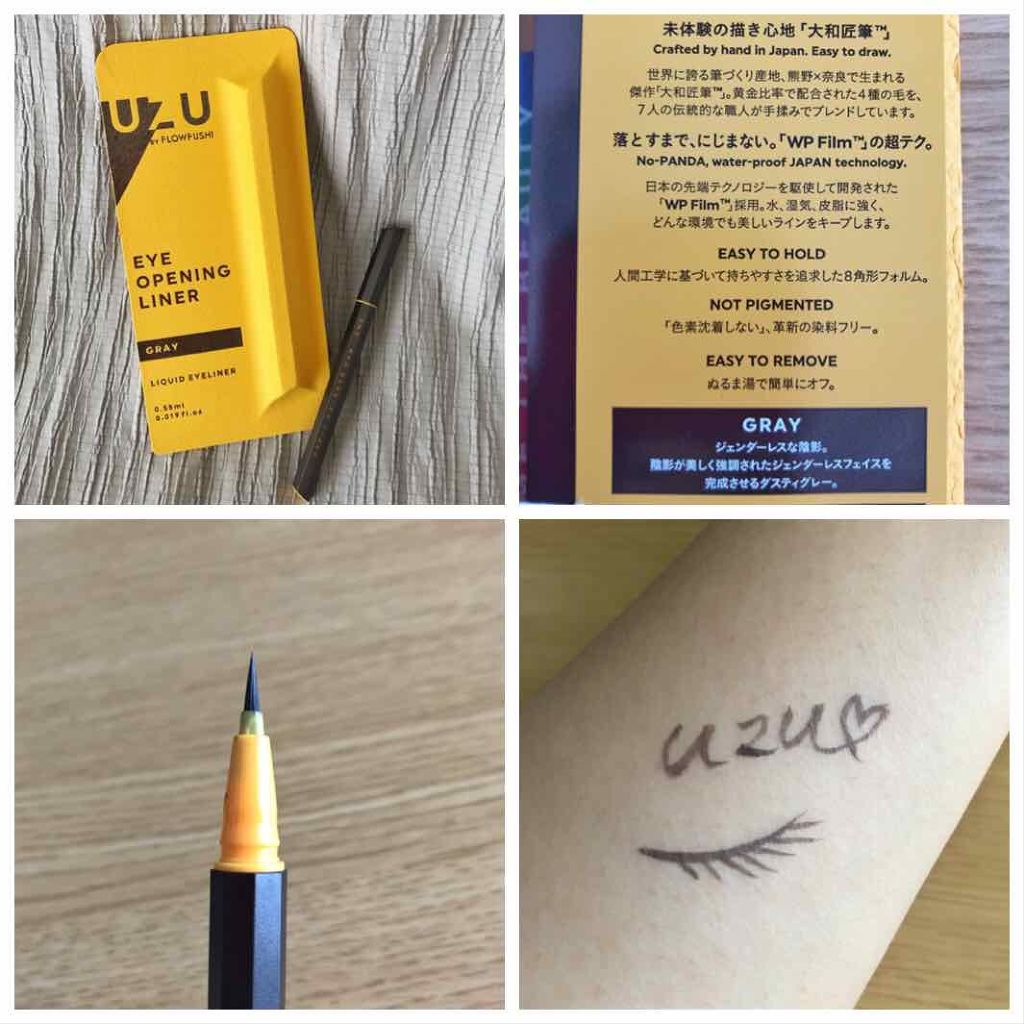 UZU
BY FLOWFUSHI
EYE
OPENING
LINER
GRAY
LIQUID EYELINER
0.55ml
0.019fl.oz
未体験の描き心地「大和匠筆™」
Crafted by hand in Japan. Easy to draw.
世界に誇る筆づくり産地、熊野×奈良で生まれる
傑作「大和匠筆™」。黄金比率で配合された4種の毛を、
7人の伝統的な職人が手揉みでブレンドしています。
落とすまで、にじまない。「WP Film™」の超テク。
No-PANDA, water-proof JAPAN technology.
日本の先端テクノロジーを駆使して開発された
「WP Film™」採用。水、湿気、皮脂に強く、
どんな環境でも美しいラインをキープします。
EASY TO HOLD
人間工学に基づいて持ちやすさを追求した8角形フォルム。
NOT PIGMENTED
「色素沈着しない」、革新の染料フリー。
EASY TO REMOVE
ぬるま湯で簡単にオフ。
GRAY
ジェンダーレスな陰影。
陰影が美しく強調されたジェンダーレスフェイスを
完成させるダスティグレー。
uzu